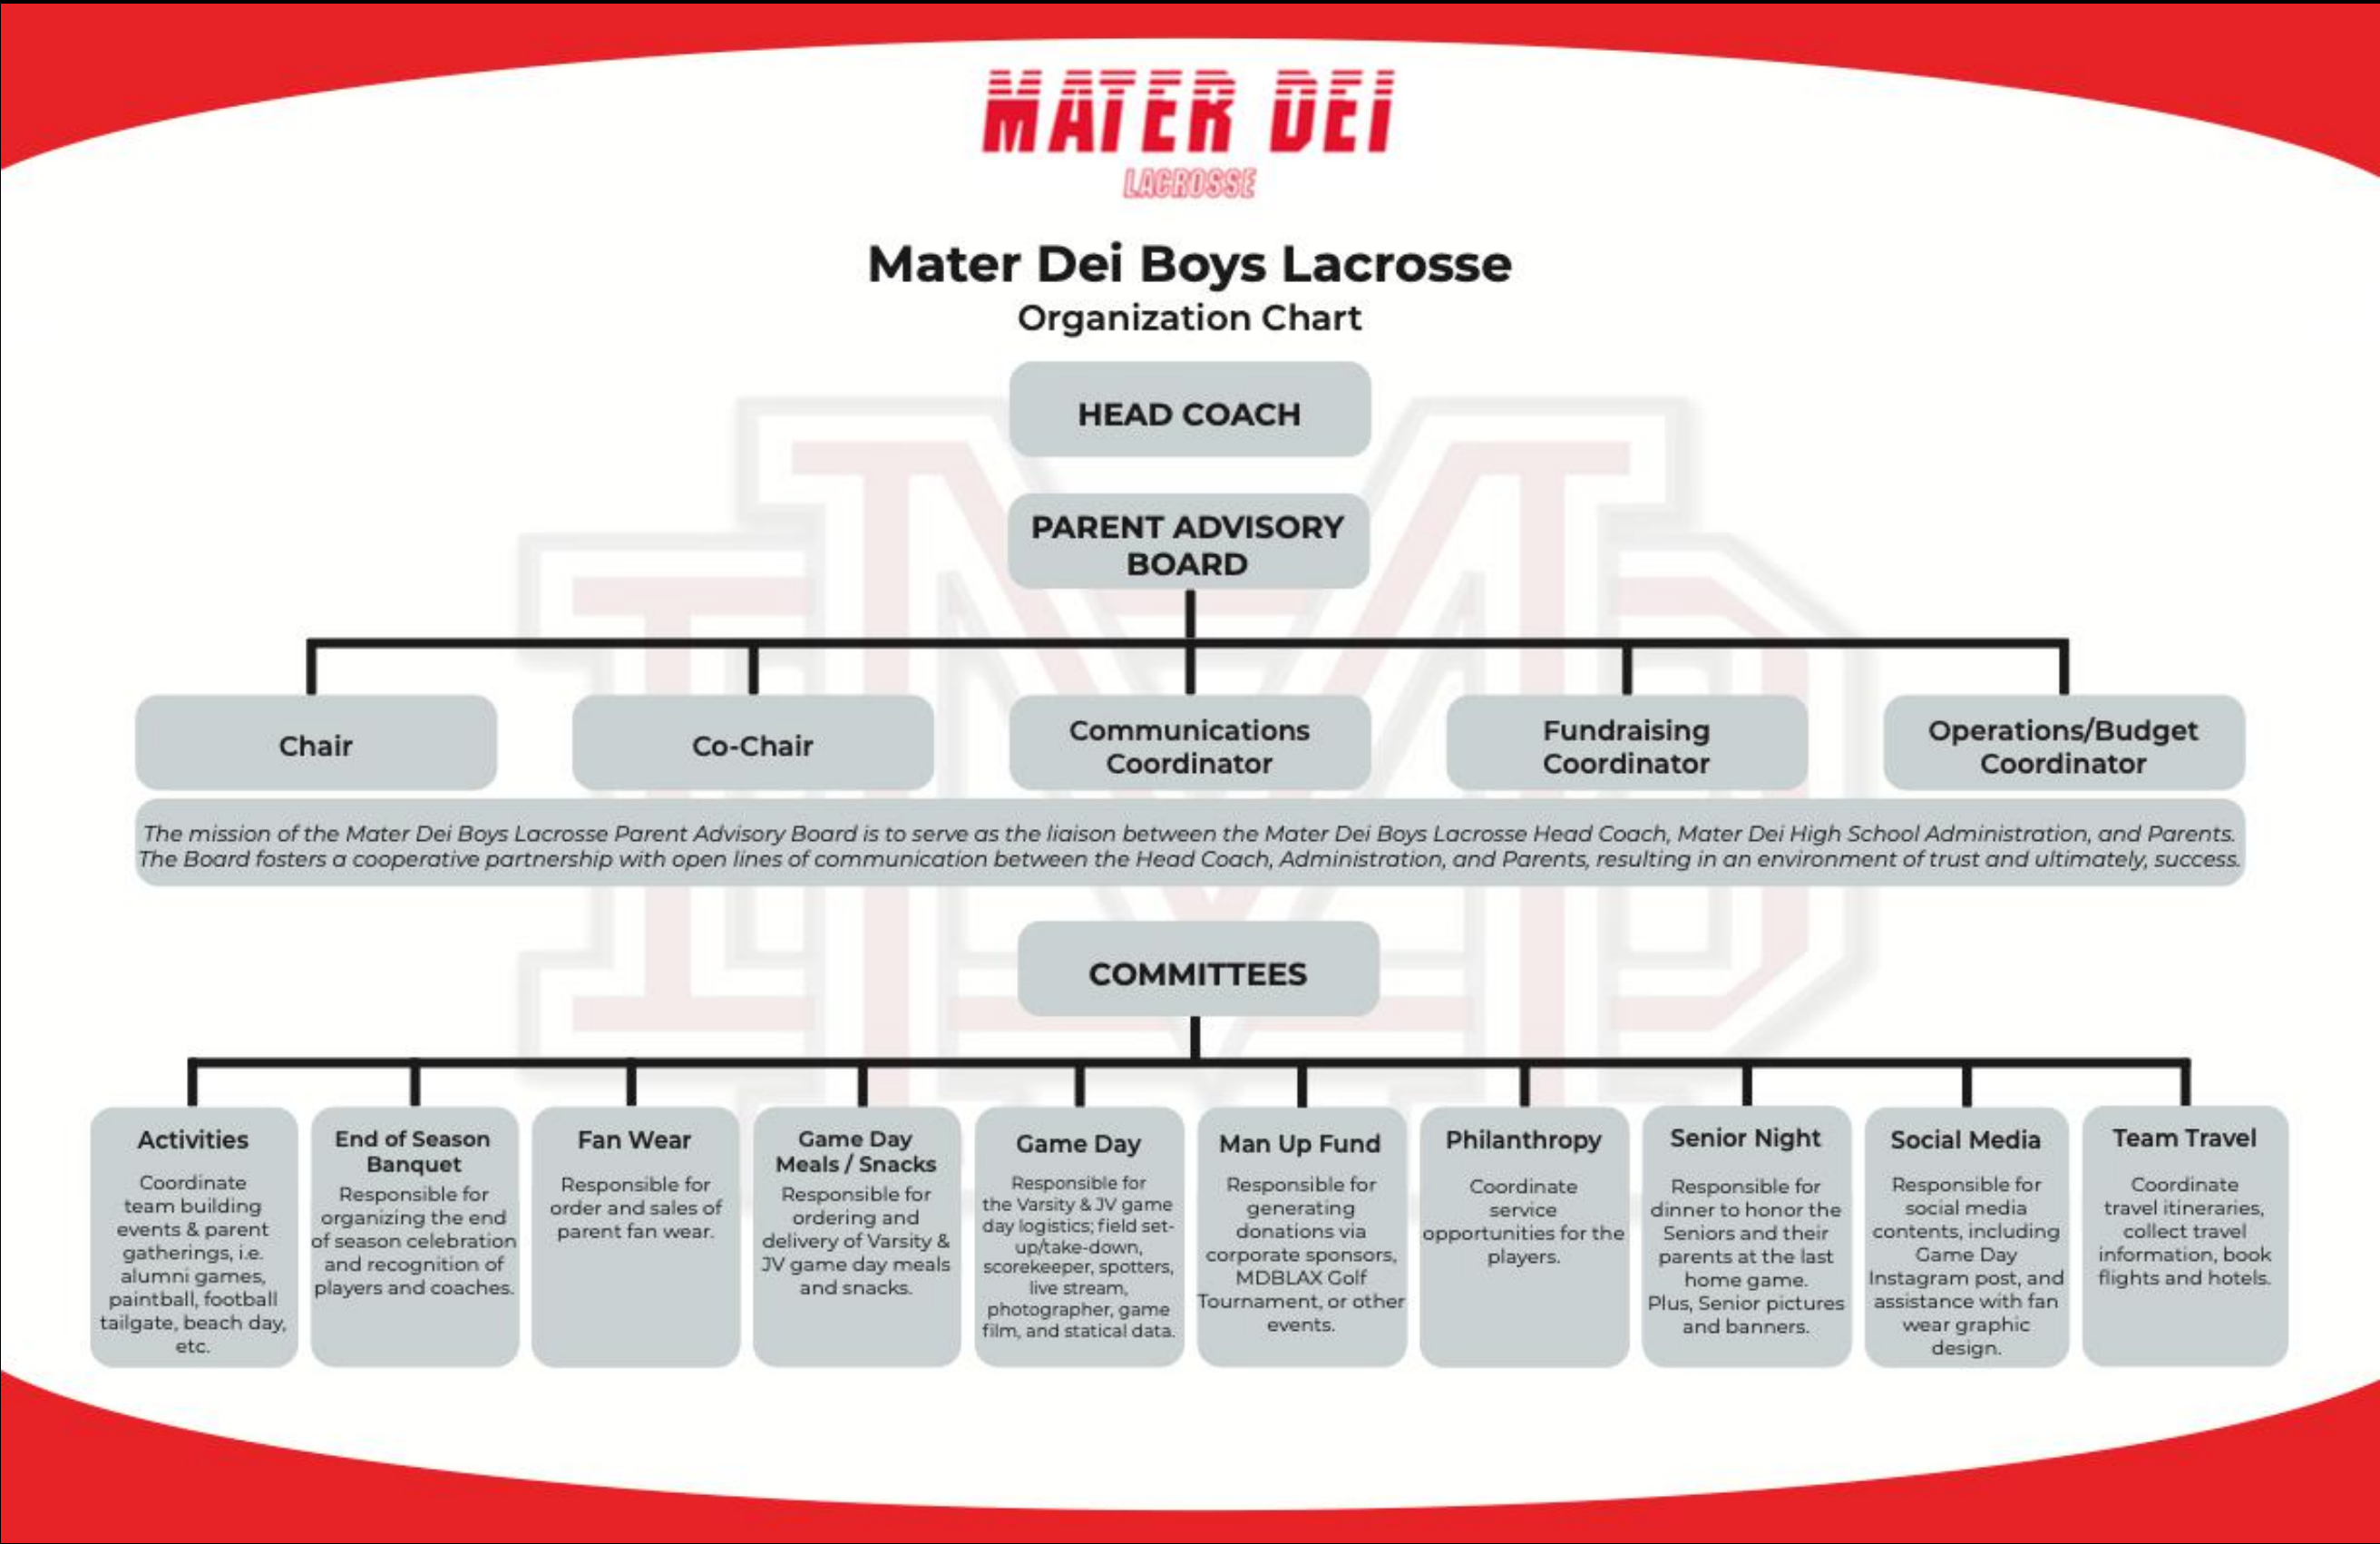 MATER DEI
LACROSSE
Mater Dei Boys Lacrosse
Organization Chart
HEAD COACH
PARENT ADVISORY
BOARD
Chair
Co-Chair
Communications
Coordinator
Fundraising
Coordinator
Operations/Budget
Coordinator
The mission of the Mater Dei Boys Lacrosse Parent Advisory Board is to serve as the liaison between the Mater Dei Boys Lacrosse Head Coach, Mater Dei High School Administration, and Parents.
The Board fosters a cooperative partnership with open lines of communication between the Head Coach, Administration, and Parents, resulting in an environment of trust and ultimately, success.
COMMITTEES
Activities
Coordinate
team building
events & parent
gatherings, i.e.
alumni games,
paintball, football
tailgate, beach day,
etc.
End of Season
Banquet
Responsible for
organizing the end
of season celebration
and recognition of
players and coaches.
Fan Wear
Responsible for
order and sales of
parent fan wear.
Game Day
Meals / Snacks
Responsible for
ordering and
delivery of Varsity &
JV game day meals
and snacks.
Game Day
Responsible for
the Varsity & JV game
day logistics; field set-
up/take-down,
scorekeeper, spotters,
live stream,
photographer, game
film, and statical data.
Man Up Fund
Responsible for
generating
donations via
corporate sponsors,
MDBLAX Golf
Tournament, or other
events.
Philanthropy
Coordinate
service
opportunities for the
players.
Senior Night
Responsible for
dinner to honor the
Seniors and their
parents at the last
home game.
Plus, Senior pictures
and banners.
Social Media
Responsible for
social media
contents, including
Game Day
Instagram post, and
assistance with fan
wear graphic
design.
Team Travel
Coordinate
travel itineraries,
collect travel
information, book
flights and hotels.